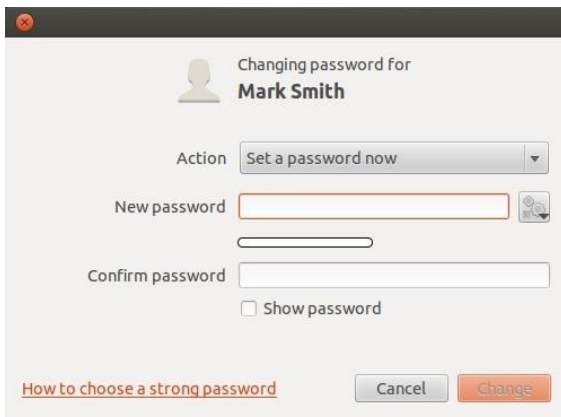 Changing password for
Mark Smith
Action Set a password now
New password
Confirm password
Show password
How to choose a strong password Cancel Change